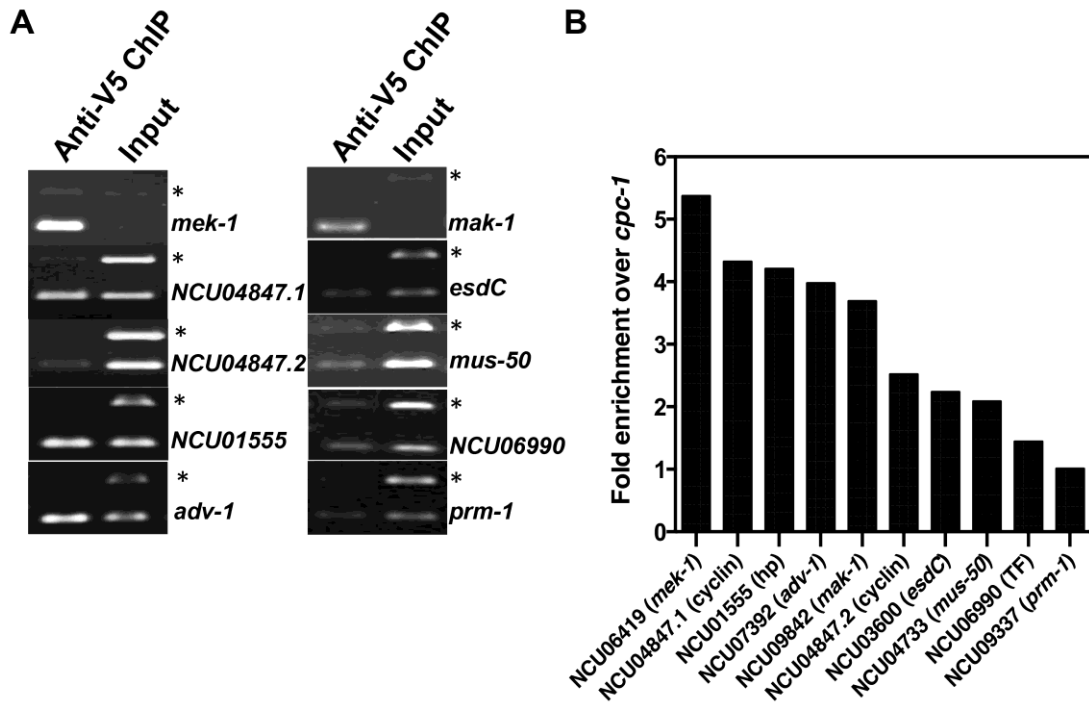 A
Anti-V5 ChIP
Input
*
mek-1
*
NCU04847.1
*
NCU04847.2
*
NCU01555
*
adv-1
Anti-V5 ChIP
Input
*
mak-1
*
esdC
*
mus-50
*
NCU06990
*
prm-1
B
Fold enrichment over cpc-1
6
5
4
3
2
1
0
NCU06419 (mek-1)
NCU04847.1 (cyclin)
NCU01555 (hp)
NCU07392 (adv-1)
NCU09842 (mak-1)
NCU04847.2 (cyclin)
NCU03600 (esdC)
NCU04733 (mus-50)
NCU06990 (TF)
NCU09337 (prm-1)